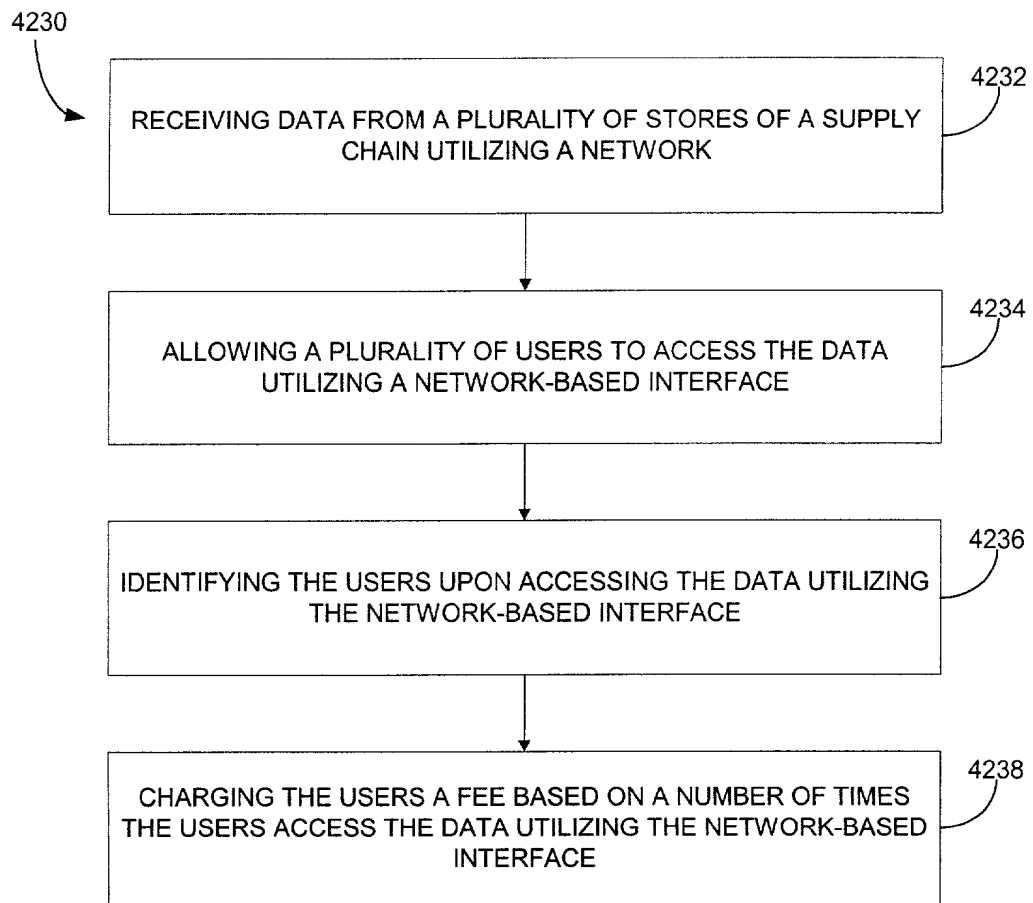 4230
4232
RECEIVING DATA FROM A PLURALITY OF STORES OF A SUPPLY
CHAIN UTILIZING A NETWORK
4234
ALLOWING A PLURALITY OF USERS TO ACCESS THE DATA
UTILIZING A NETWORK-BASED INTERFACE
4236
IDENTIFYING THE USERS UPON ACCESSING THE DATA UTILIZING
THE NETWORK-BASED INTERFACE
4238
CHARGING THE USERS A FEE BASED ON A NUMBER OF TIMES
THE USERS ACCESS THE DATA UTILIZING THE NETWORK-BASED
INTERFACE